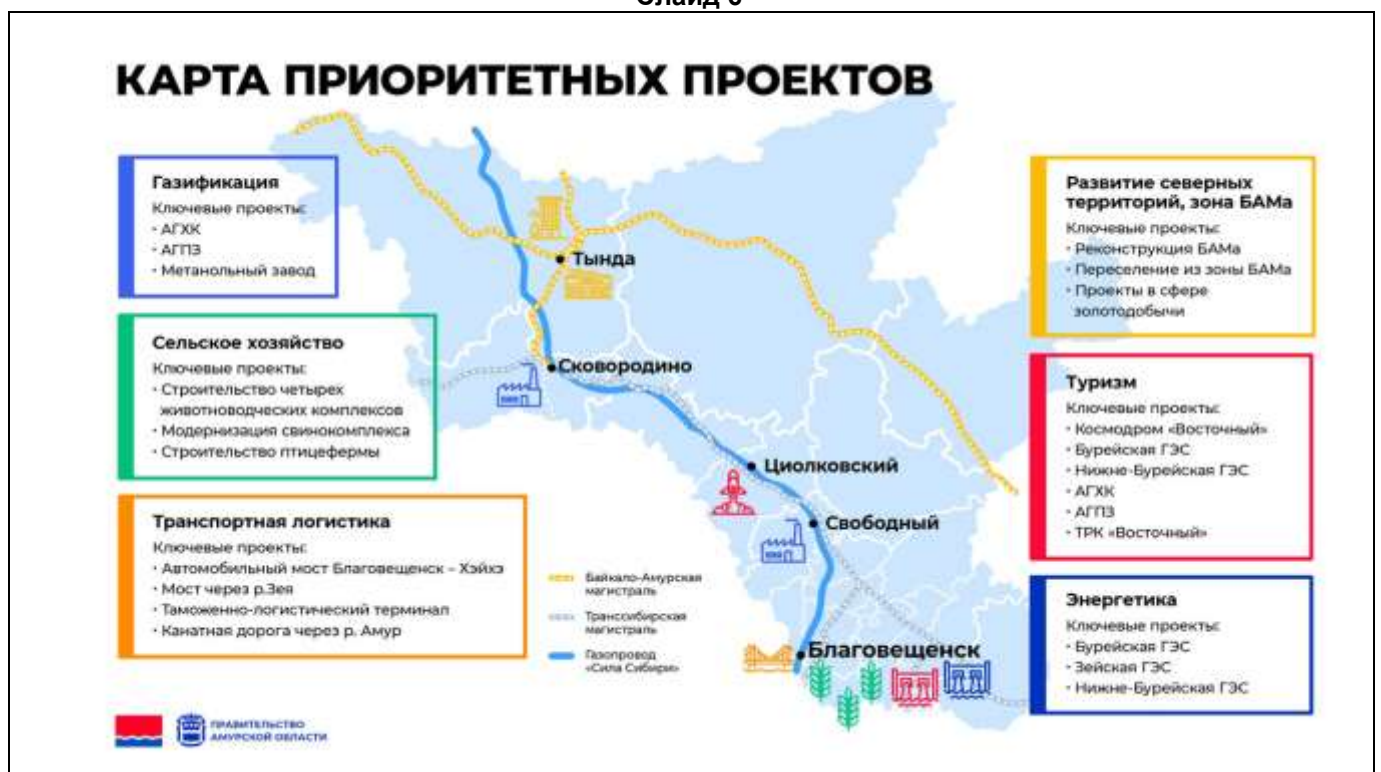 КАРТА ПРИОРИТЕТНЫХ ПРОЕКТОВ
Газификация
Ключевые проекты:
• АГХК
• АГПЗ
• Метанольный завод
Сельское хозяйство
Ключевые проекты:
• Строительство четырех
животноводческих комплексов
• Модернизация свинокомплекса
• Строительство птицефермы
Транспортная логистика
Ключевые проекты:
• Автомобильный мост Благовещенск – Хэйхэ
• Мост через р.Зея
• Таможенно-логистический терминал
• Канатная дорога через р. Амур
Тында
Сковородино
Циолковский
Свободный
Благовещенск
Байкало-Амурская
магистраль
Транссибирская
магистраль
Газопровод
«Сила Сибири»
Развитие северных
территорий, зона БАМа
Ключевые проекты:
• Реконструкция БАМа
• Переселение из зоны БАМа
• Проекты в сфере
золотодобычи
Туризм
Ключевые проекты:
• Космодром «Восточный»
• Бурейская ГЭС
• Нижне-Бурейская ГЭС
• АГХК
• АГПЗ
• ТРК «Восточный»
Энергетика
Ключевые проекты:
• Бурейская ГЭС
• Зейская ГЭС
• Нижне-Бурейская ГЭС
ПРАВИТЕЛЬСТВО
АМУРСКОЙ ОБЛАСТИ